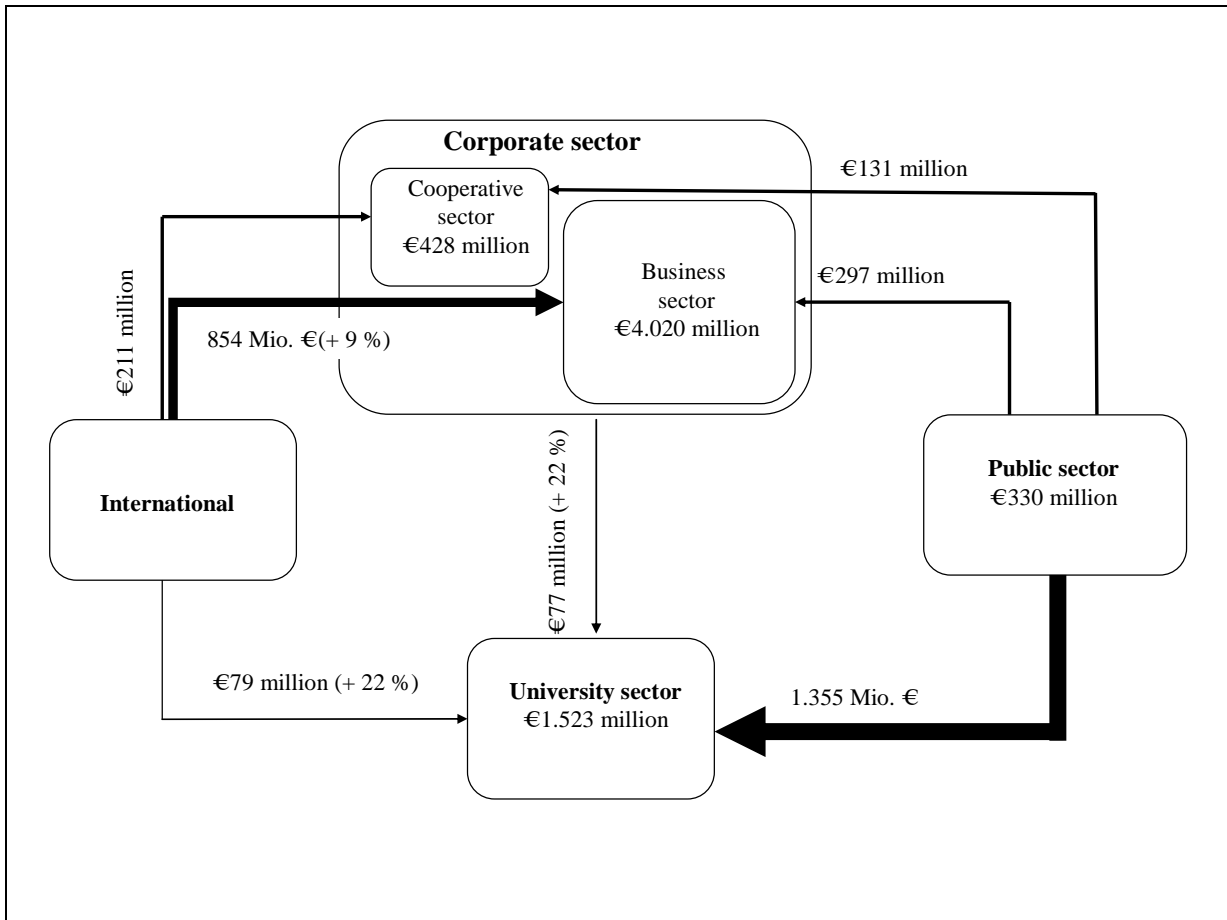 Corporate sector
Cooperative
sector
€428 million
€131 million
Business
sector
€4.020 million
€297 million
€211 million
854 Mio. €(+ 9 %)
International
€77 million (+ 22 %)
Public sector
€330 million
€79 million (+ 22 %)
University sector
€1.523 million
1.355 Mio. €